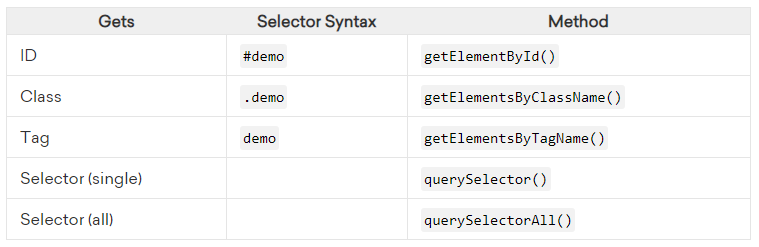 Gets Selector Syntax Method
ID #demo getElementById()
Class .demo getElementsByClassName()
Tag demo getElementsByTagName()
Selector (single) querySelector()
Selector (all) querySelectorAll()